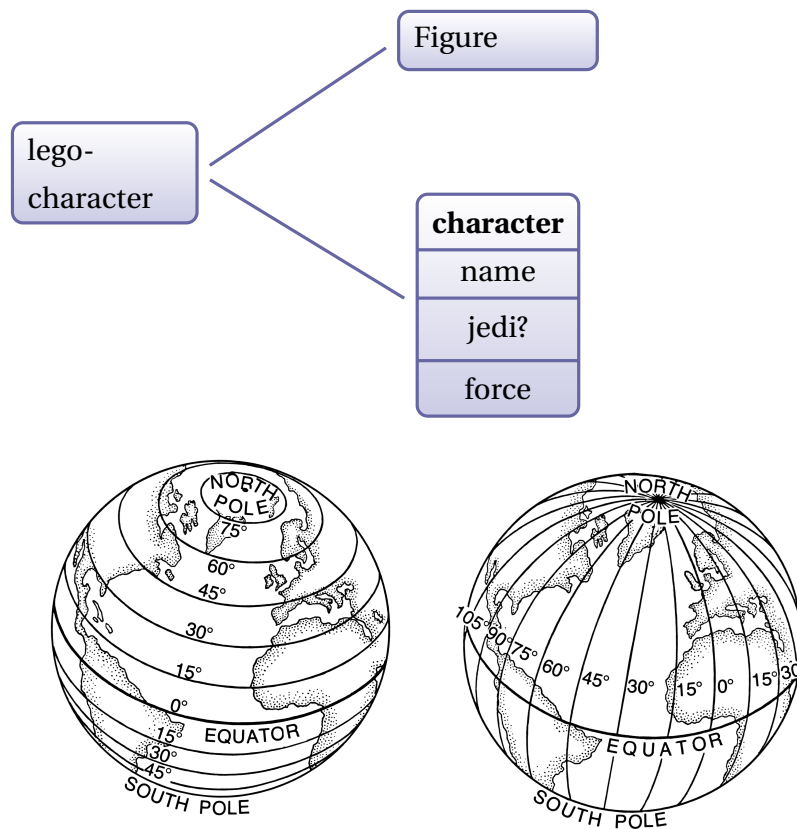 Figure
lego-
character
character
name
jedi?
force
NORTH
POLE
75°
60°
45°
30°
15°
0°
EQUATOR
15°
30°
45°
SOUTH POLE
NORTH
POLE
105° 90° 75° 60° 45° 30° 15° 0° 15° 30
EQUATOR
SOUTH POLE